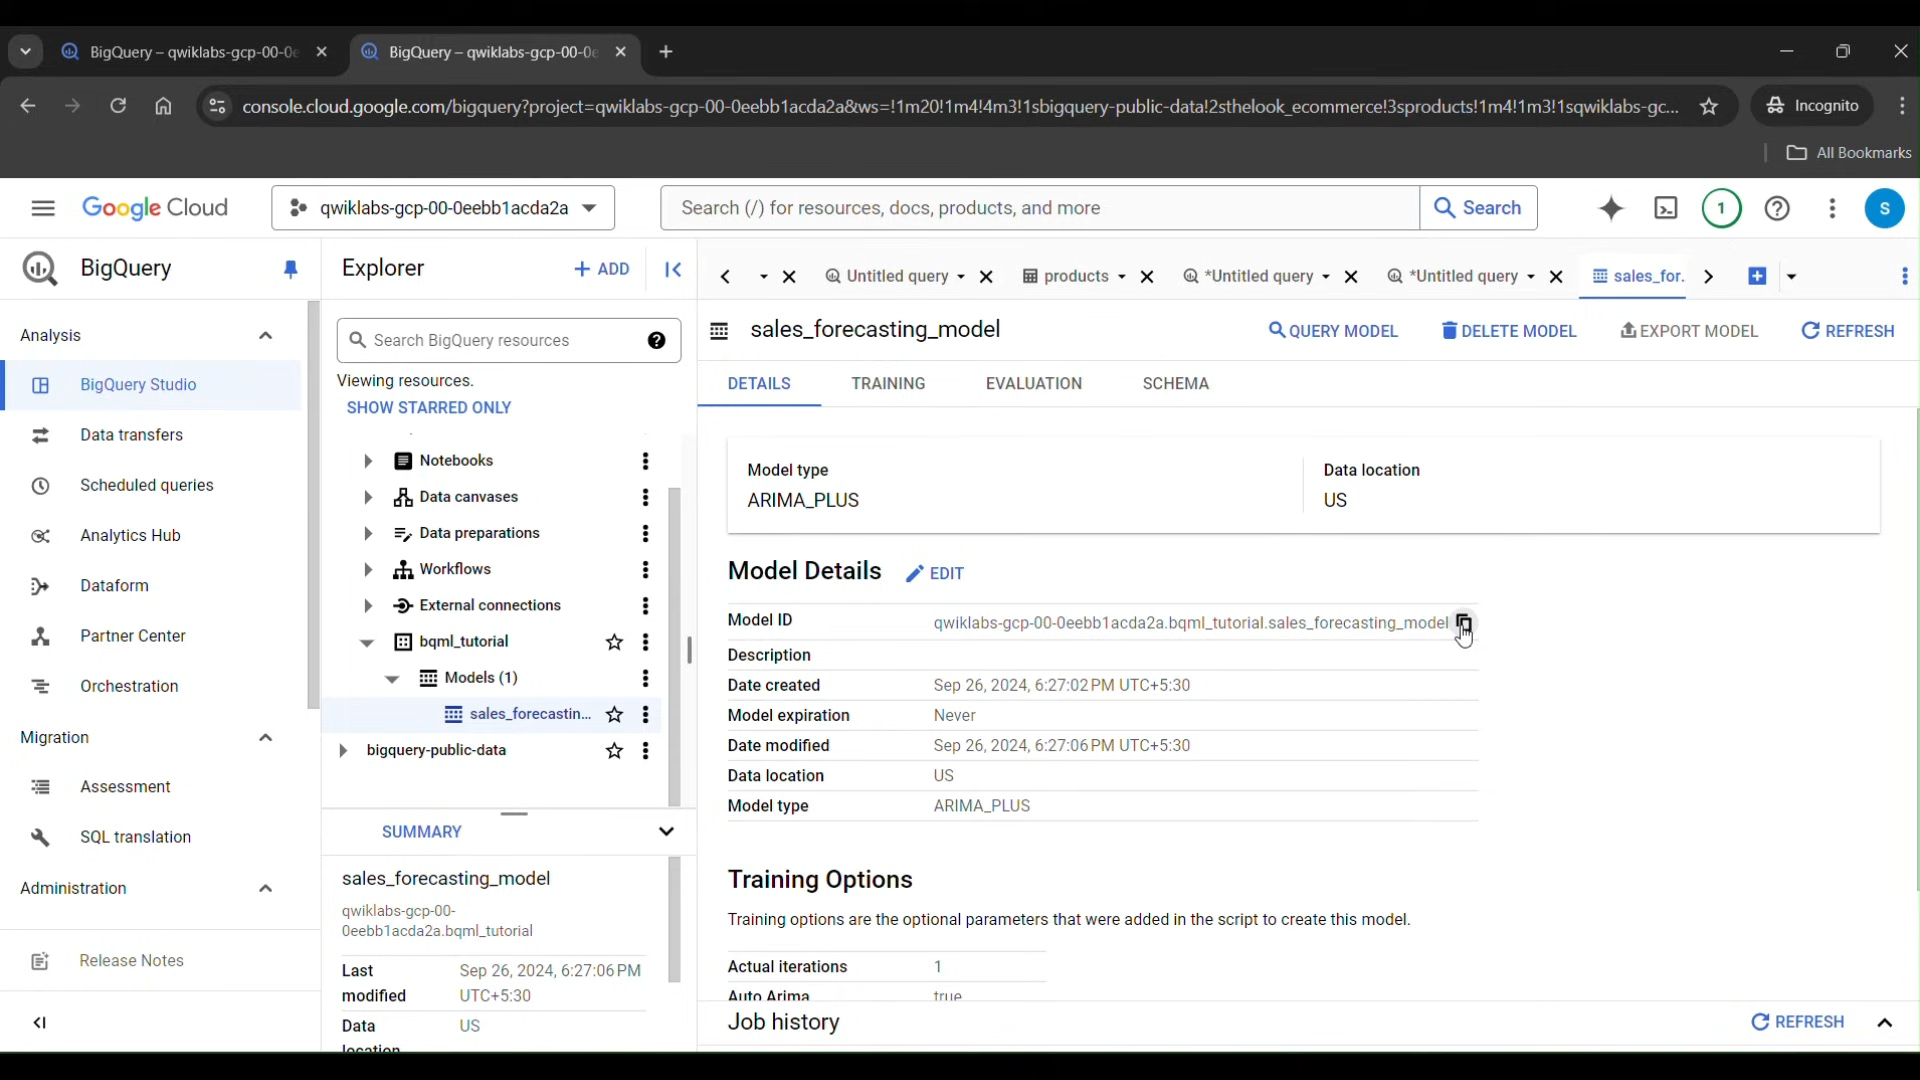 BigQuery – qwiklabs-gcp-00-0e
BigQuery – qwiklabs-gcp-00-0e
console.cloud.google.com/bigquery?project=qwiklabs-gcp-00-0eebb1acda2a&ws=!1m20!1m4!4m3!1sbigquery-public-data!2sthelook_ecommerce!3sproducts!1m4!1m3!1sqwiklabs-gc...
Incognito
All Bookmarks
Google Cloud
qwiklabs-gcp-00-0eebb1acda2a
Search (/) for resources, docs, products, and more
Search
1
S
BigQuery
Analysis
BigQuery Studio
Data transfers
Scheduled queries
Analytics Hub
Dataform
Partner Center
Orchestration
Migration
Assessment
SQL translation
Administration
Release Notes
Explorer
+ ADD
Search BigQuery resources
Viewing resources.
SHOW STARRED ONLY
Notebooks
Data canvases
Data preparations
Workflows
External connections
bqml_tutorial
Models (1)
sales_forecastin...
bigquery-public-data
SUMMARY
sales_forecasting_model
qwiklabs-gcp-00-
0eebb1acda2a.bqml_tutorial
Last modified Sep 26, 2024, 6:27:06 PM UTC+5:30
Data location US
Untitled query
products
*Untitled query
*Untitled query
sales_for.
sales_forecasting_model
QUERY MODEL
DELETE MODEL
EXPORT MODEL
REFRESH
DETAILS
TRAINING
EVALUATION
SCHEMA
Model type
ARIMA_PLUS
Data location
US
Model Details
EDIT
Model ID qwiklabs-gcp-00-0eebb1acda2a.bqml_tutorial.sales_forecasting_model
Description
Date created Sep 26, 2024, 6:27:02 PM UTC+5:30
Model expiration Never
Date modified Sep 26, 2024, 6:27:06 PM UTC+5:30
Data location US
Model type ARIMA_PLUS
Training Options
Training options are the optional parameters that were added in the script to create this model.
Actual iterations 1
Auto Arima true
Job history
REFRESH